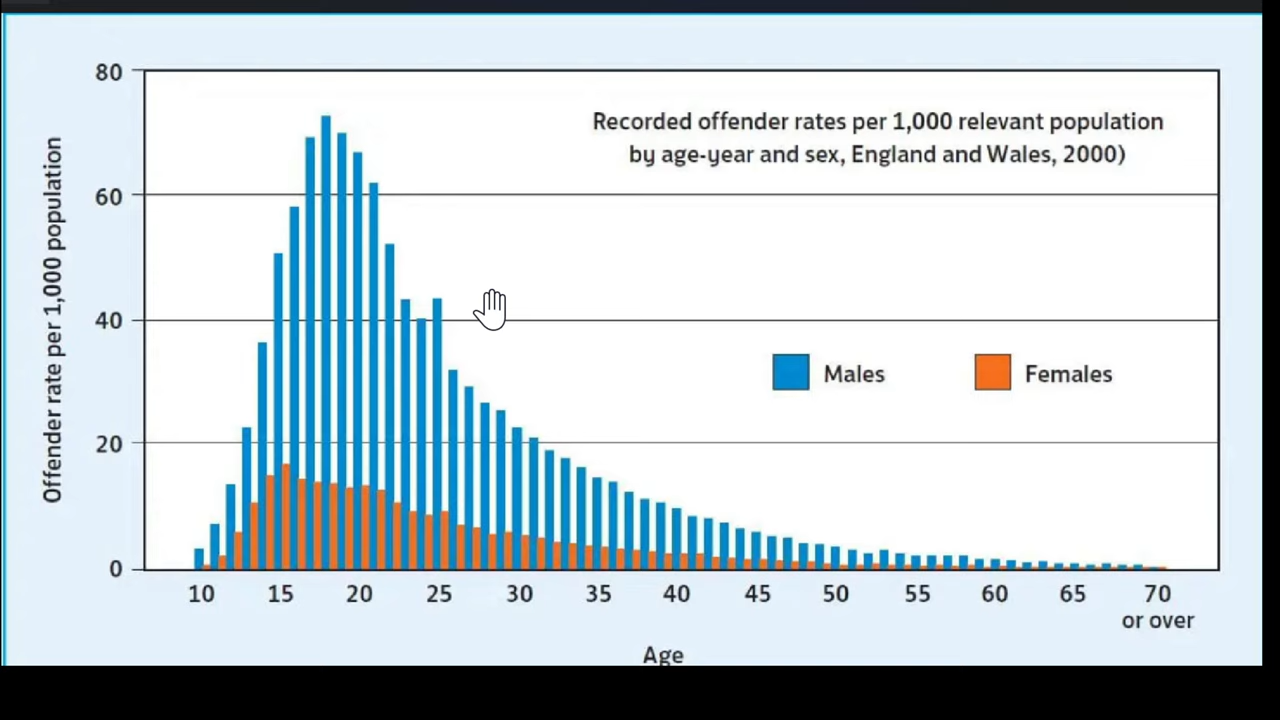 80
60
40
20
0
Offender rate per 1,000 population
Recorded offender rates per 1,000 relevant population
by age-year and sex, England and Wales, 2000)
Males
Females
10 15 20 25 30 35 40 45 50 55 60 65 70
or over
Age